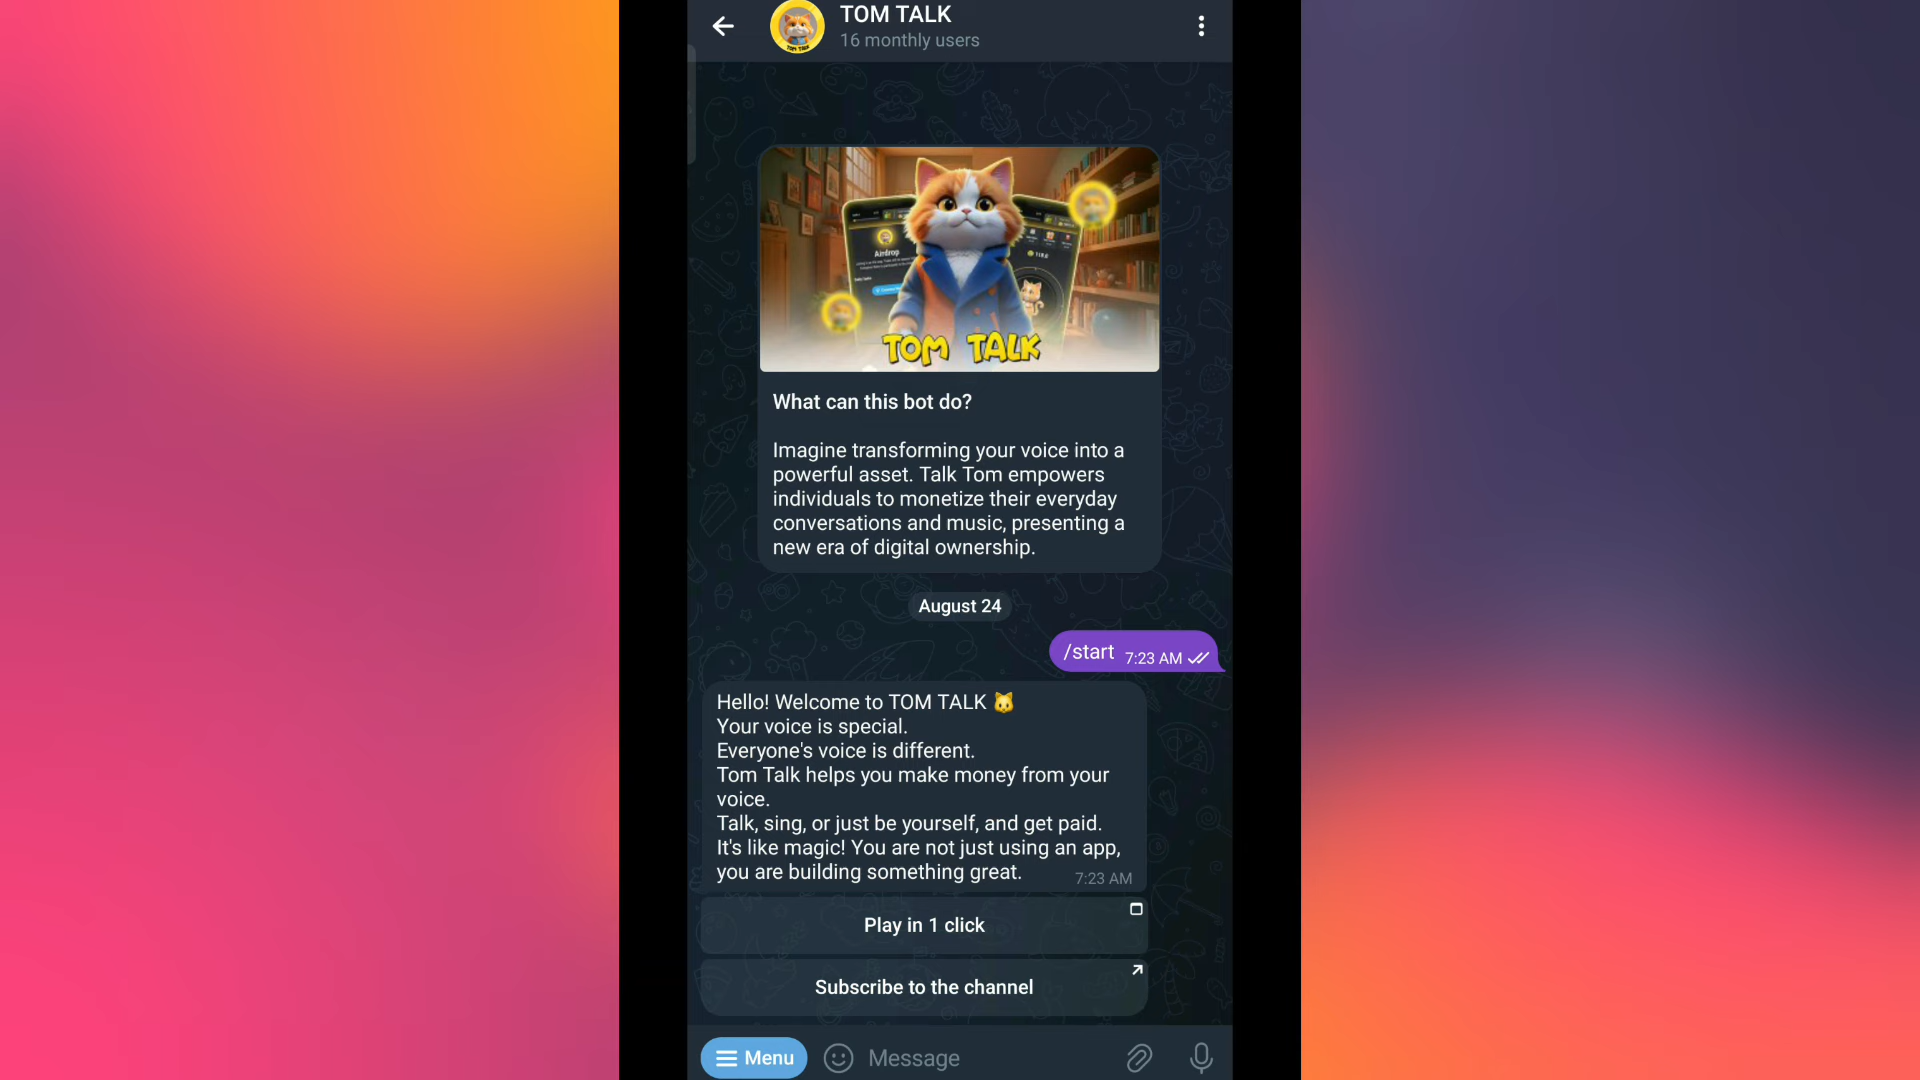 TOM TALK
16 monthly users
TOM TALK
Airdrop
TOM TALK
What can this bot do?
Imagine transforming your voice into a
powerful asset. Talk Tom empowers
individuals to monetize their everyday
conversations and music, presenting a
new era of digital ownership.
August 24
/start 7:23 AM
Hello! Welcome to TOM TALK 🐱
Your voice is special.
Everyone's voice is different.
Tom Talk helps you make money from your
voice.
Talk, sing, or just be yourself, and get paid.
It's like magic! You are not just using an app,
you are building something great. 7:23 AM
Play in 1 click
Subscribe to the channel
Menu Message